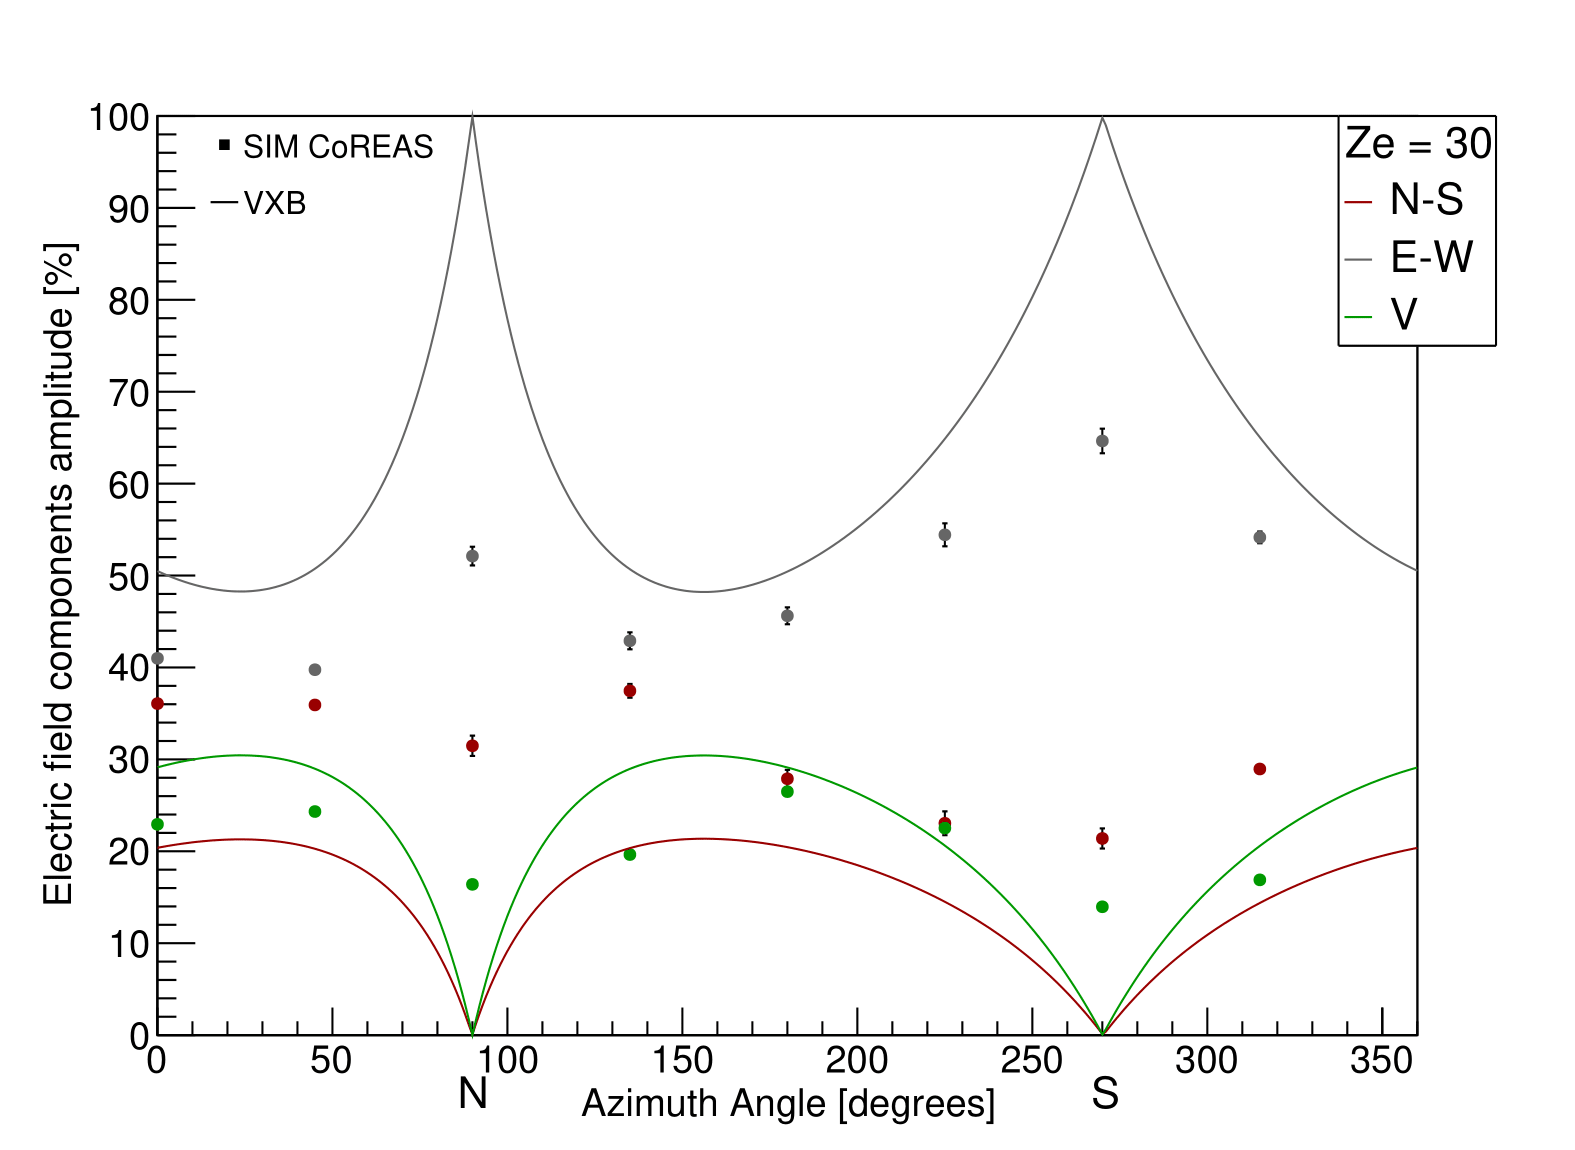 SIM CoREAS
VXB
Ze = 30
N-S
E-W
V
Electric field components amplitude [%]
100
90
80
70
60
50
40
30
20
10
0
0 50 100 150 200 250 300 350
N S
Azimuth Angle [degrees]